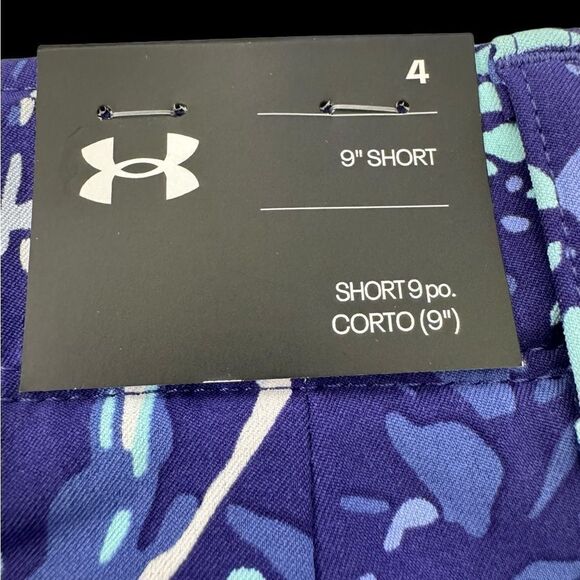 4
9" SHORT
SHORT 9 po.
CORTO (9")